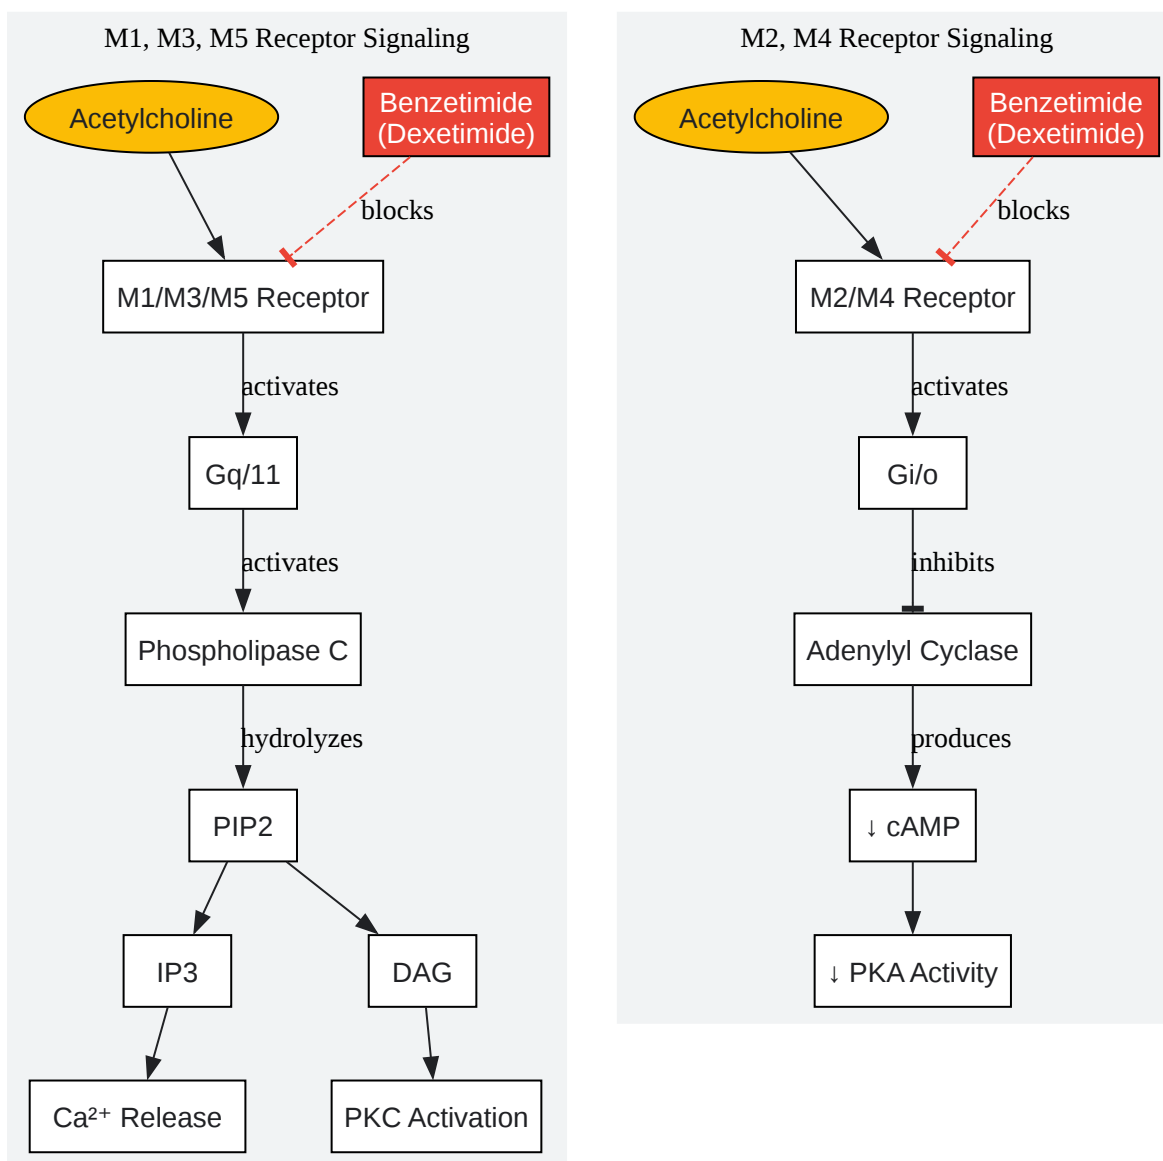 M1, M3, M5 Receptor Signaling
Acetylcholine
Benzetimide
(Dexetimide)
blocks
M1/M3/M5 Receptor
activates
Gq/11
activates
Phospholipase C
hydrolyzes
PIP2
IP3
DAG
Ca²⁺ Release
PKC Activation
M2, M4 Receptor Signaling
Acetylcholine
Benzetimide
(Dexetimide)
blocks
M2/M4 Receptor
activates
Gi/o
inhibits
Adenylyl Cyclase
produces
↓ cAMP
↓ PKA Activity